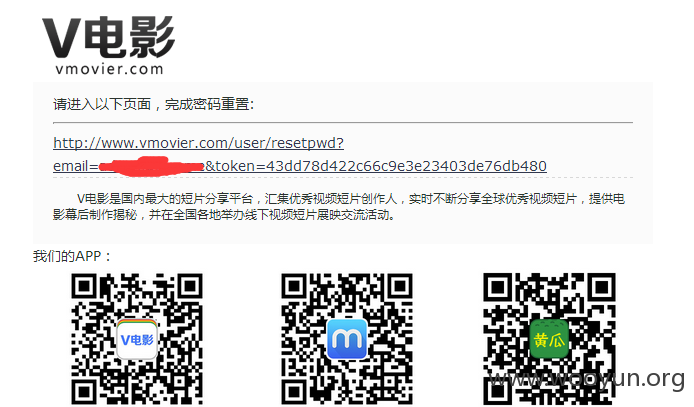 V电影
vmovier.com
请进入以下页面，完成密码重置:
http://www.vmovier.com/user/resetpwd?
email=&token=43dd78d422c66c9e3e23403de76db480
V电影是国内最大的短片分享平台，汇集优秀视频短片创作人，实时不断分享全球优秀视频短片，提供电
影幕后制作揭秘，并在全国各地举办线下视频短片展映交流活动。
我们的APP：
V电影
m
黄瓜
www.wooyun.org